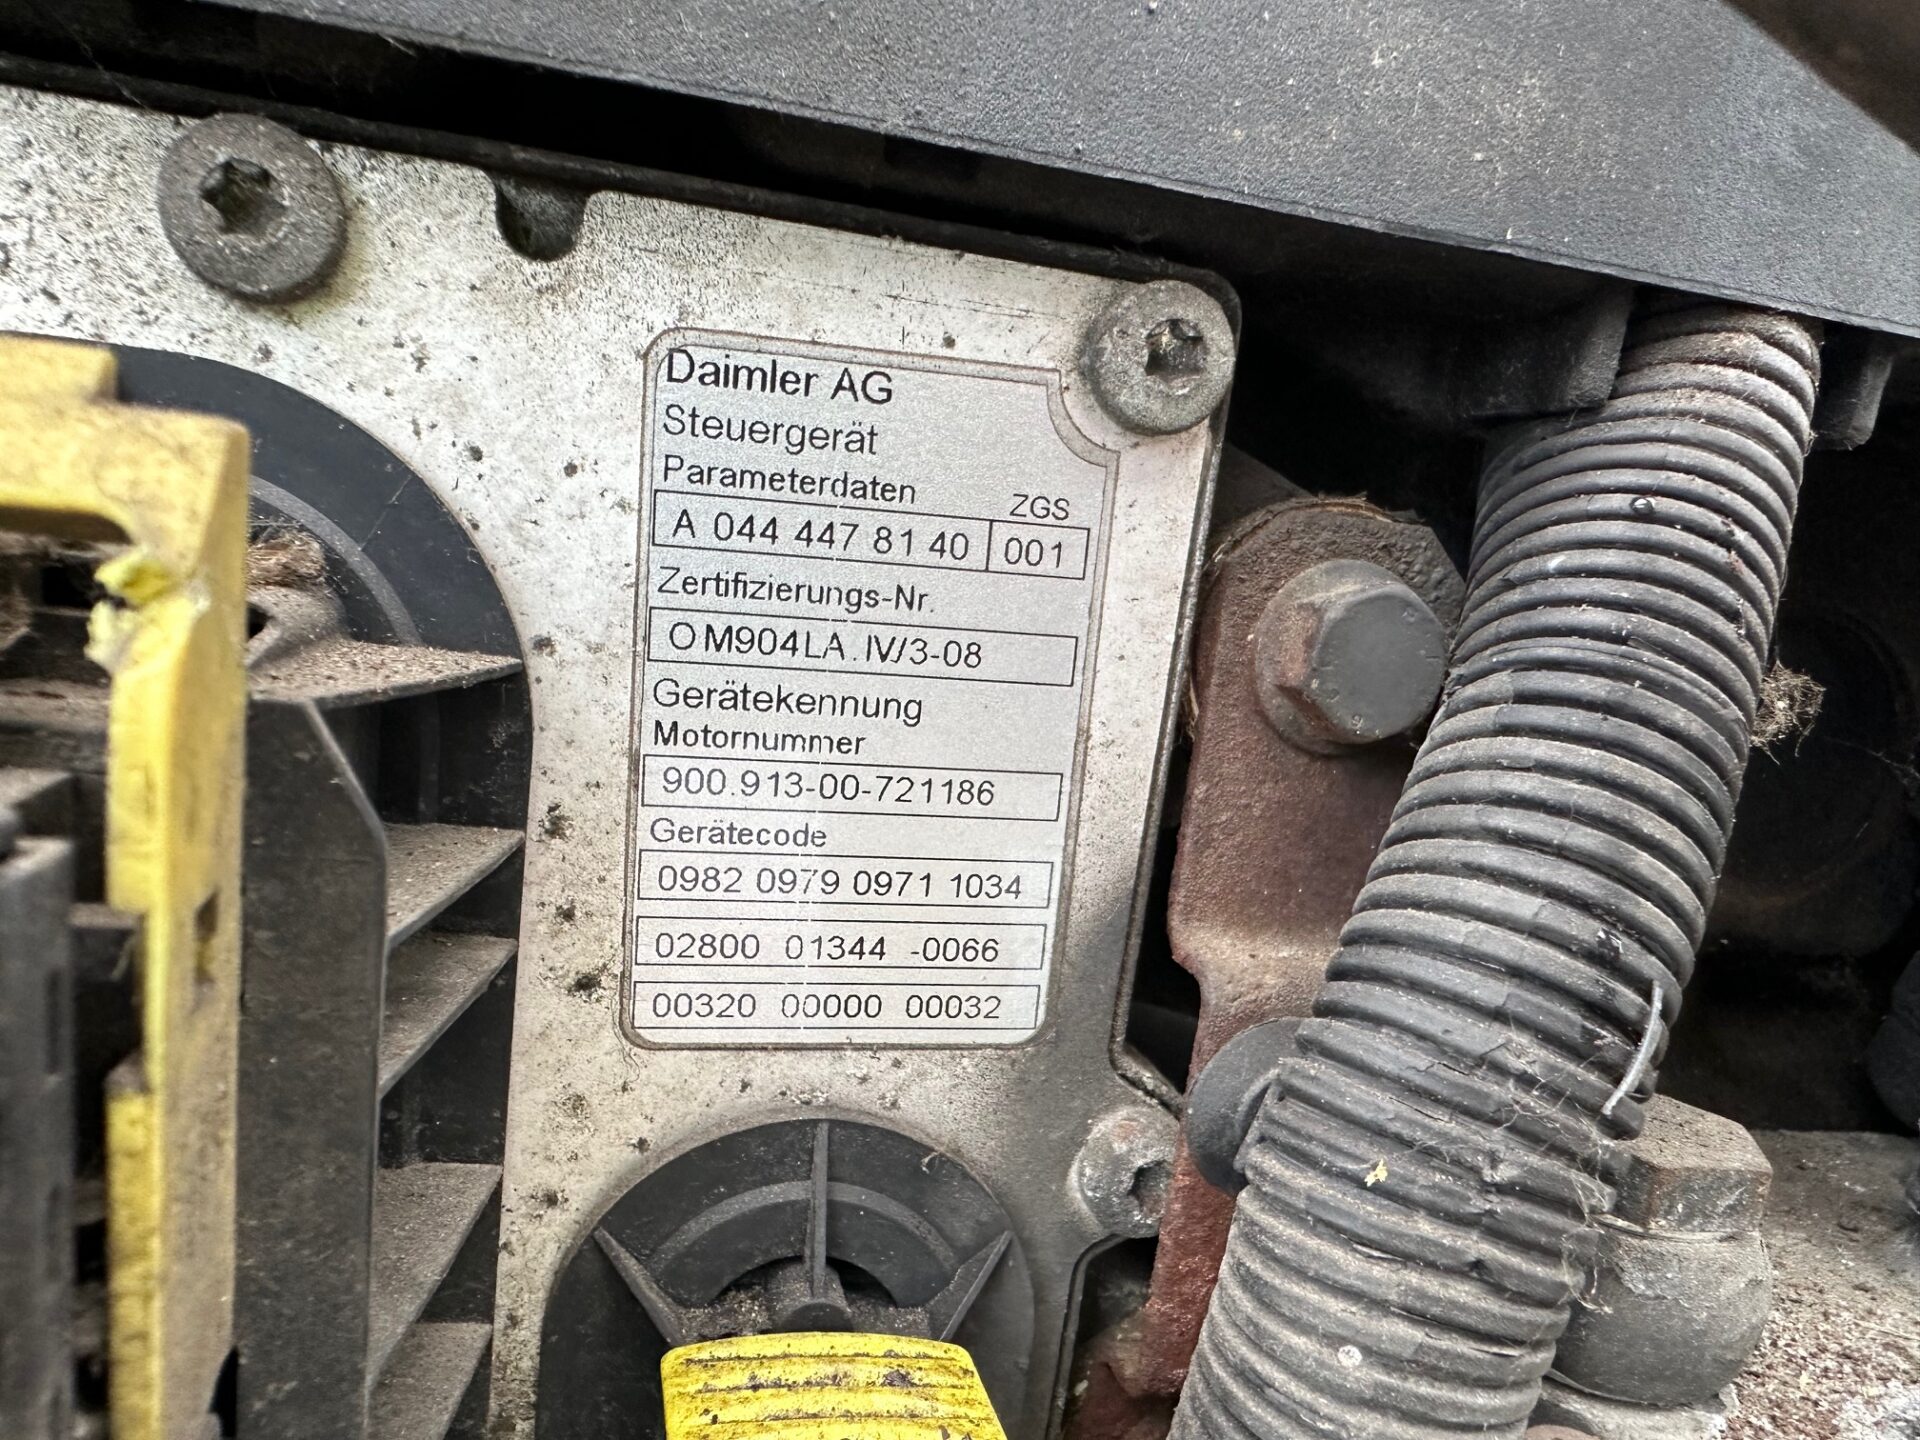 Daimler AG
Steuergerät
Parameterdaten ZGS
A 044 447 81 40 001
Zertifizierungs-Nr.
OM904LA.IV/3-08
Gerätekennung
Motornummer
900.913-00-721186
Gerätecode
0982 0979 0971 1034
02800 01344 -0066
00320 00000 00032